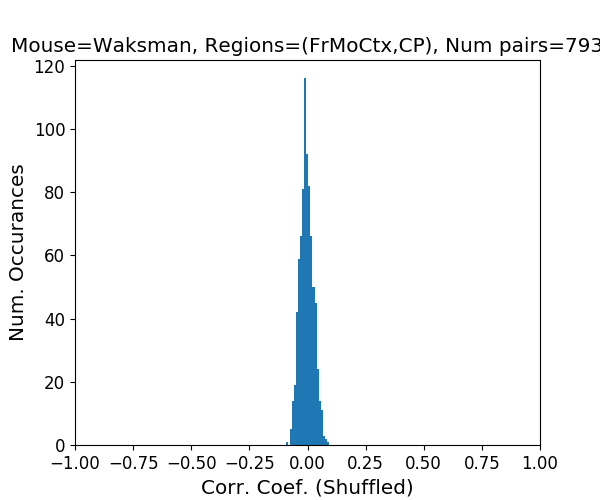 Mouse=Waksman, Regions=(FrMoCtx,CP), Num pairs=793
120
100
80
60
40
20
0
Num. Occurances
−1.00 −0.75 −0.50 −0.25 0.00 0.25 0.50 0.75 1.00
Corr. Coef. (Shuffled)